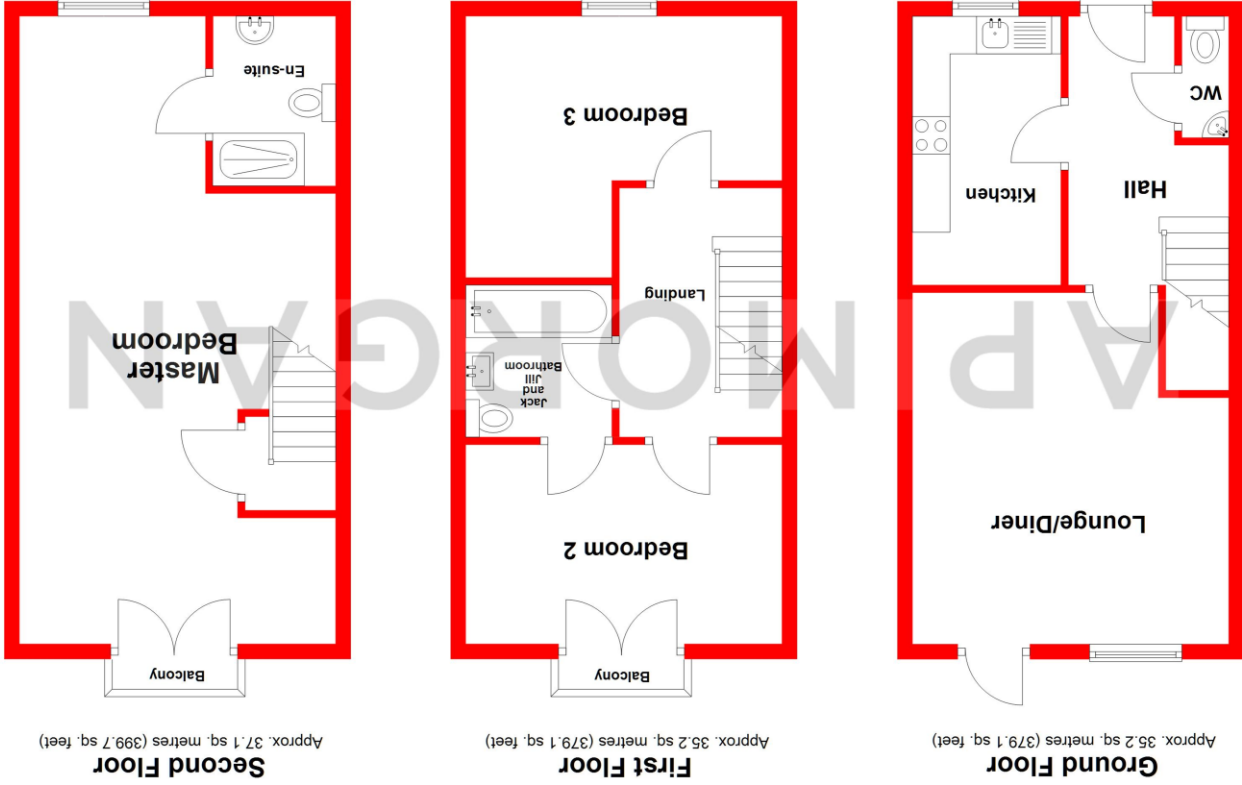 Ground Floor
Approx. 35.2 sq. metres (379.1 sq. feet)
Lounge/Diner
Hall
Kitchen
WC
First Floor
Approx. 35.2 sq. metres (379.1 sq. feet)
Balcony
Bedroom 2
Jack
and
Jill
Bathroom
Landing
Bedroom 3
Second Floor
Approx. 37.1 sq. metres (399.7 sq. feet)
Balcony
Master
Bedroom
En-suite
AP MORGAN